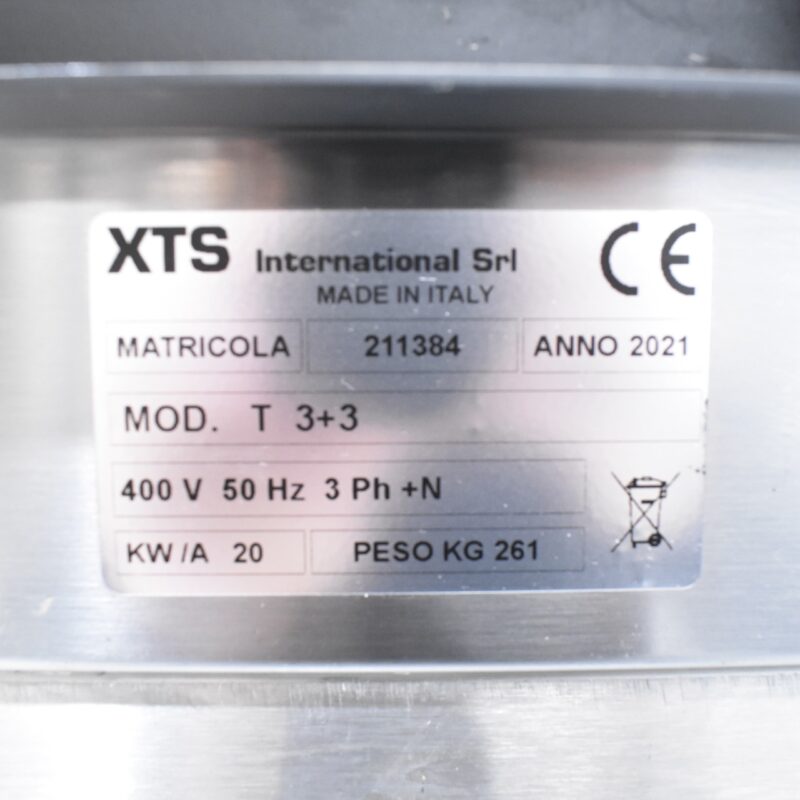 XTS International Srl CE
MADE IN ITALY
MATRICOLA 211384 ANNO 2021
MOD. T 3+3
400 V 50 Hz 3 Ph +N
KW /A 20 PESO KG 261